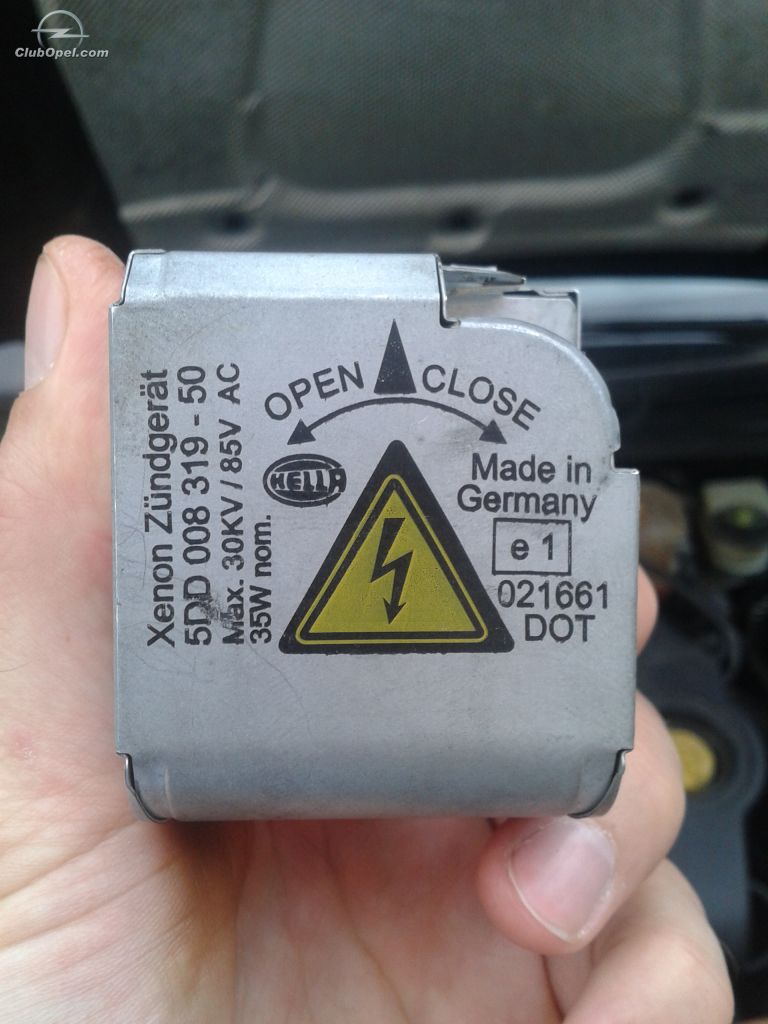 ClubOpel.com
OPEN CLOSE
Xenon Zündgerät
5DD 008 319 - 50
Max. 30KV / 85V AC
35W nom.
HELLA
Made in
Germany
e 1
021661
DOT